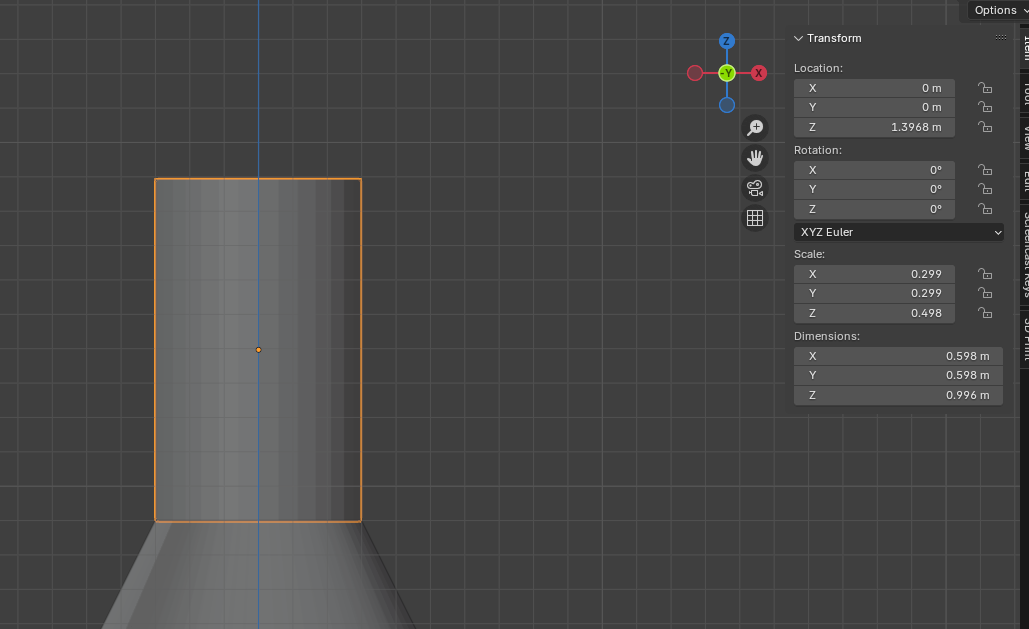 Options
Transform
Item
Tool
View
Edit
Screencast Keys
3D Print
Z
-Y
X
Location:
X 0 m
Y 0 m
Z 1.3968 m
Rotation:
X 0°
Y 0°
Z 0°
XYZ Euler
Scale:
X 0.299
Y 0.299
Z 0.498
Dimensions:
X 0.598 m
Y 0.598 m
Z 0.996 m